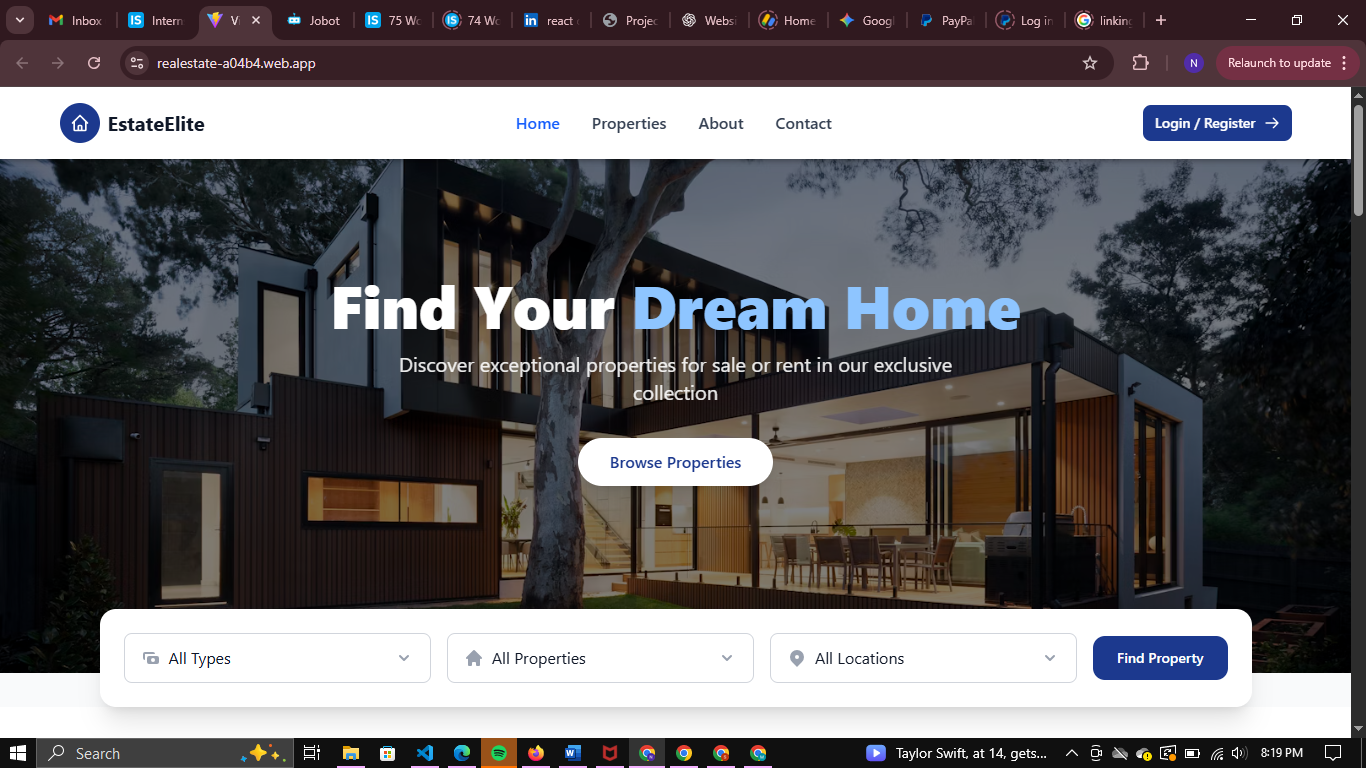 Inbox
Intern
Vi
Jobot
75 Wo
74 Wo
react
Projec
Websi
Home
Googl
PayPa
Log in
linking
realestate-a04b4.web.app
N
Relaunch to update
EstateElite
Home
Properties
About
Contact
Login / Register
Find Your Dream Home
Discover exceptional properties for sale or rent in our exclusive
collection
Browse Properties
All Types
All Properties
All Locations
Find Property
Search
Taylor Swift, at 14, gets...
8:19 PM